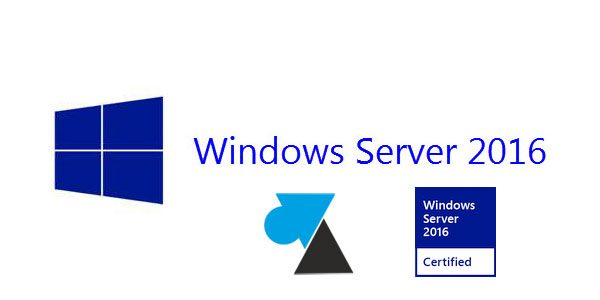 Windows Server 2016
Windows
Server
2016
Certified